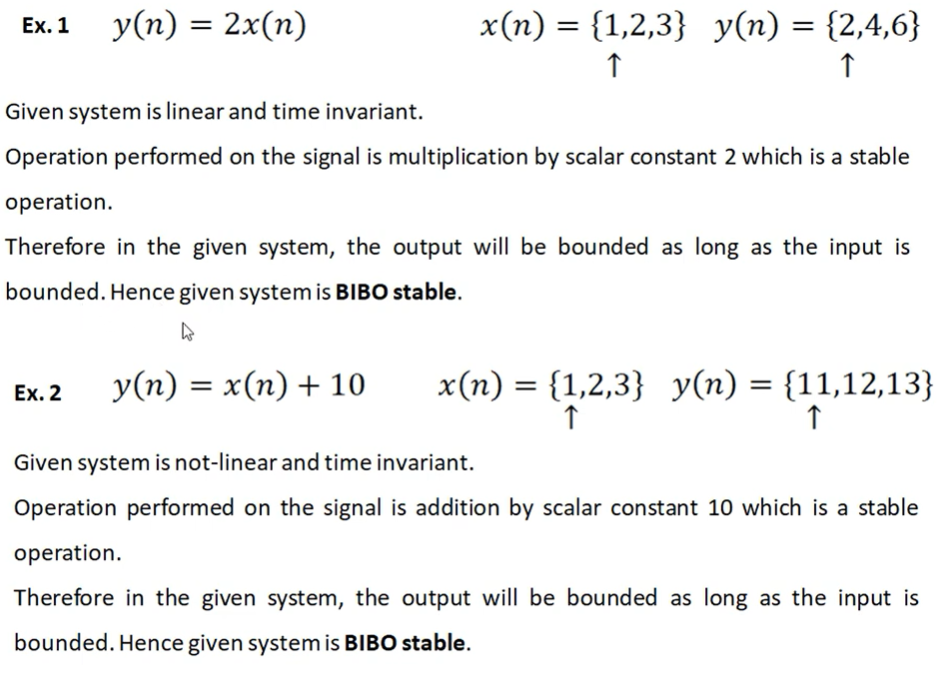 Ex. 1 y(n) = 2x(n) x(n) = {1,2,3} y(n) = {2,4,6}
↑ ↑
Given system is linear and time invariant.
Operation performed on the signal is multiplication by scalar constant 2 which is a stable
operation.
Therefore in the given system, the output will be bounded as long as the input is
bounded. Hence given system is BIBO stable.
Ex. 2 y(n) = x(n) + 10 x(n) = {1,2,3} y(n) = {11,12,13}
↑ ↑
Given system is not-linear and time invariant.
Operation performed on the signal is addition by scalar constant 10 which is a stable
operation.
Therefore in the given system, the output will be bounded as long as the input is
bounded. Hence given system is BIBO stable.